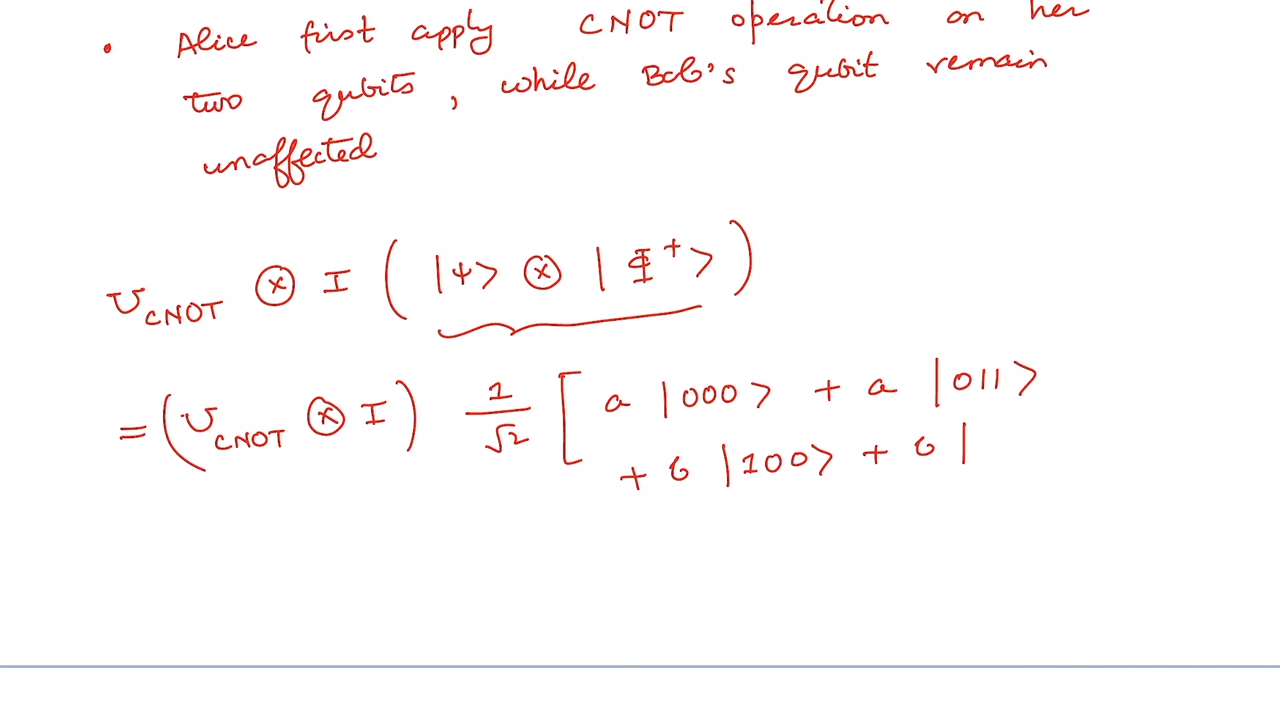 • Alice first apply CNOT operation on her
two qubits, while Bob's qubit remain
unaffected
U_CNOT ⊗ I ( |ψ> ⊗ |Φ⁺> )
= (U_CNOT ⊗ I) 1/√2 [ a |000> + a |011>
+ b |100> + b |